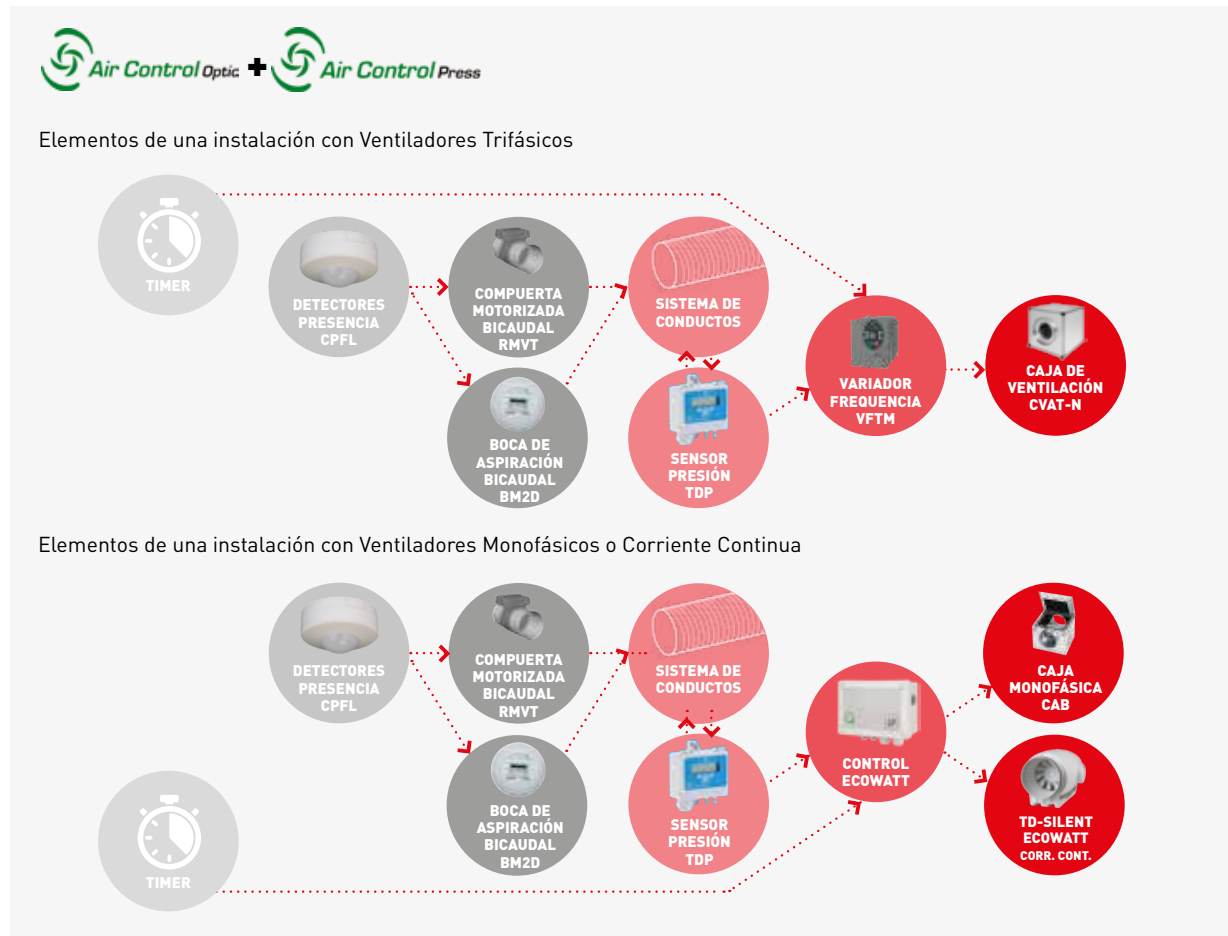 Air Control Optic + Air Control Press
Elementos de una instalación con Ventiladores Trifásicos
TIMER
DETECTORES
PRESENCIA
CPFL
COMPUERTA
MOTORIZADA
BICAUDAL
RMVT
BOCA DE
ASPIRACIÓN
BICAUDAL
BM2D
SISTEMA DE
CONDUCTOS
SENSOR
PRESIÓN
TDP
VARIADOR
FREQUENCIA
VFTM
CAJA DE
VENTILACIÓN
CVAT-N
Elementos de una instalación con Ventiladores Monofásicos o Corriente Continua
DETECTORES
PRESENCIA
CPFL
COMPUERTA
MOTORIZADA
BICAUDAL
RMVT
BOCA DE
ASPIRACIÓN
BICAUDAL
BM2D
SISTEMA DE
CONDUCTOS
SENSOR
PRESIÓN
TDP
CONTROL
ECOWATT
CAJA
MONOFÁSICA
CAB
TD-SILENT
ECOWATT
CORR. CONT.
TIMER